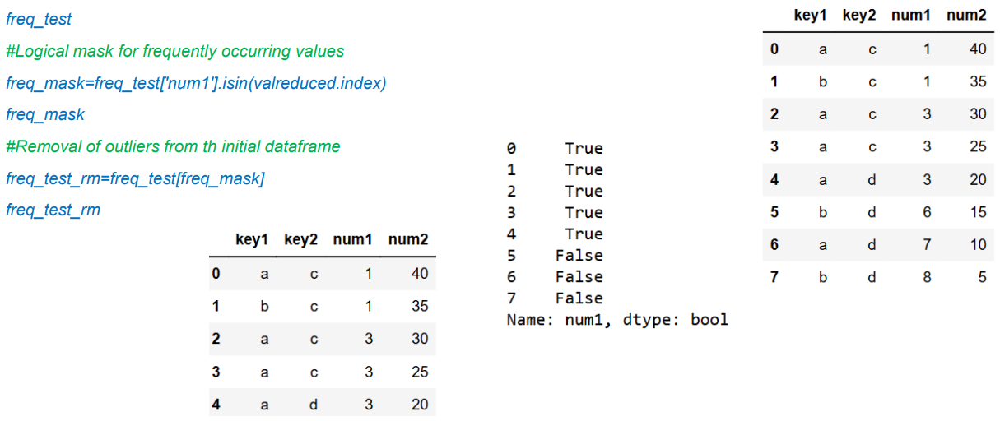 freq_test
#Logical mask for frequently occurring values
freq_mask=freq_test['num1'].isin(valreduced.index)
freq_mask
#Removal of outliers from th initial dataframe
freq_test_rm=freq_test[freq_mask]
freq_test_rm
key1 key2 num1 num2
0 a c 1 40
1 b c 1 35
2 a c 3 30
3 a c 3 25
4 a d 3 20
0 True
1 True
2 True
3 True
4 True
5 False
6 False
7 False
Name: num1, dtype: bool
key1 key2 num1 num2
0 a c 1 40
1 b c 1 35
2 a c 3 30
3 a c 3 25
4 a d 3 20
5 b d 6 15
6 a d 7 10
7 b d 8 5